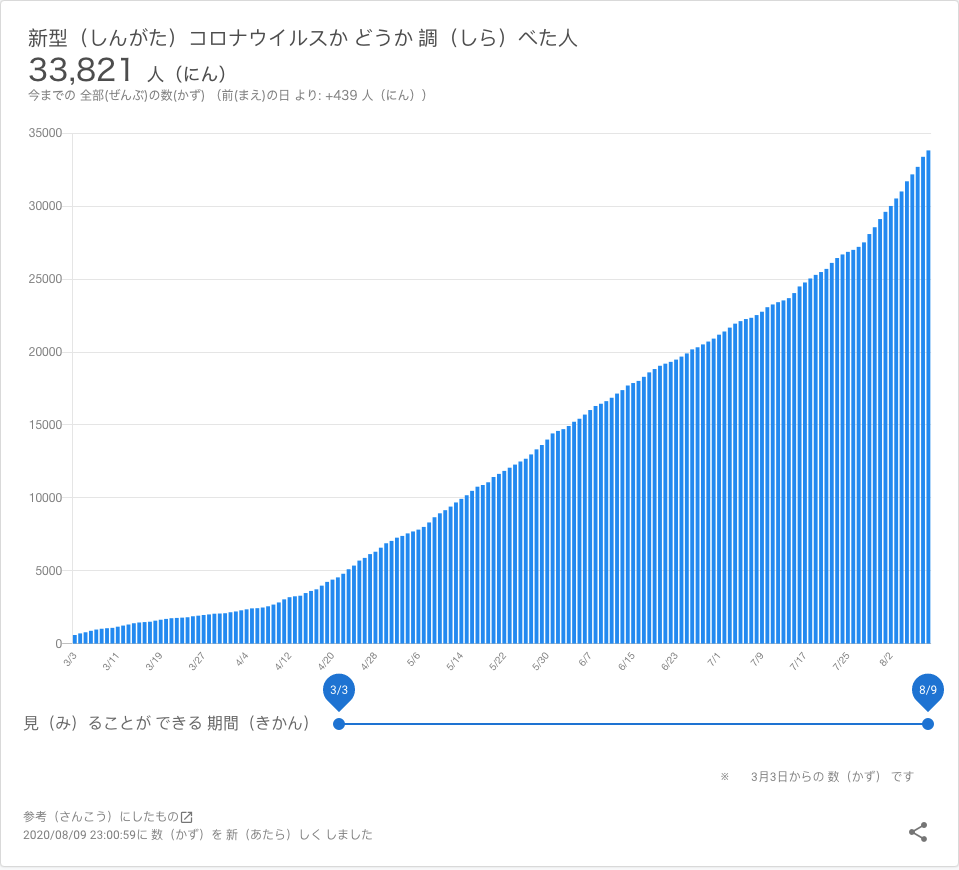 新型（しんがた）コロナウイルスか どうか 調（しら）べた人
33,821 人（にん）
今までの 全部(ぜんぶ)の数(かず) （前(まえ)の日 より: +439 人（にん））
35000
30000
25000
20000
15000
10000
5000
0
3/3 3/11 3/19 3/27 4/4 4/12 4/20 4/28 5/6 5/14 5/22 5/30 6/7 6/15 6/23 7/1 7/9 7/17 7/25 8/2
3/3 8/9
見（み）ることが できる 期間（きかん）
※ 3月3日からの 数（かず） です
参考（さんこう）にしたもの
2020/08/09 23:00:59に 数（かず）を 新（あたら）しく しました